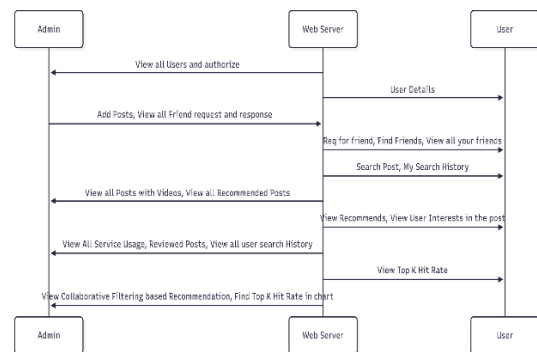 Admin Web Server User
View all Users and authorize
User Details
Add Posts, View all Friend request and response
Req for friend, Find Friends, View all your friends
Search Post, My Search History
View all Posts with Videos, View all Recommended Posts
View Recommends, View User Interests in the post
View All Service Usage, Reviewed Posts, View all user search History
View Top K Hit Rate
View Collaborative Filtering based Recommendation, Find Top K Hit Rate in chart
Admin Web Server User